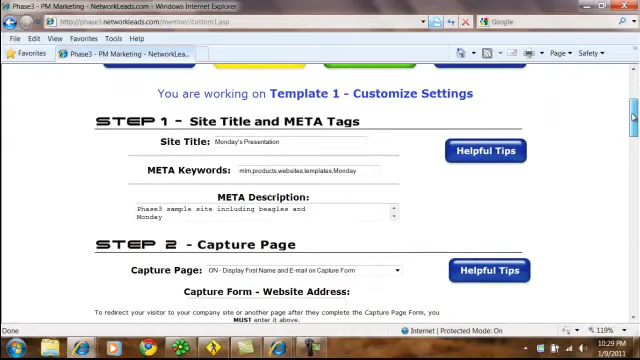 Phase3 - PM Marketing - NetworkLeads.com - Windows Internet Explorer
http://phase3.networkleads.com/member/custom1.asp
Google
File Edit View Favorites Tools Help
Favorites
Phase3 - PM Marketing - NetworkLea...
Page
Safety
You are working on Template 1 - Customize Settings
STEP 1 - Site Title and META Tags
Site Title: Monday's Presentation
Helpful Tips
META Keywords: mlm,products,websites,templates,Monday
META Description:
Phase3 sample site including beagles and
Monday
STEP 2 - Capture Page
Capture Page: ON - Display First Name and E-mail on Capture Form
Helpful Tips
Capture Form - Website Address:
To redirect your visitor to your company site or another page after they complete the Capture Page Form, you
MUST enter it above.
Done
Internet | Protected Mode: On
119%
10:29 PM
1/9/2011